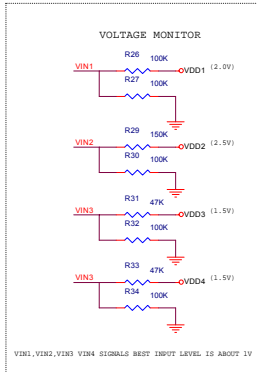 VOLTAGE MONITOR
R26 100K
VIN1 VDD1 (2.0V)
R27 100K
R29 150K
VIN2 VDD2 (2.5V)
R30 100K
R31 47K
VIN3 VDD3 (1.5V)
R32 100K
R33 47K
VIN3 VDD4 (1.5V)
R34 100K
VIN1,VIN2,VIN3 VIN4 SIGNALS BEST INPUT LEVEL IS ABOUT 1V